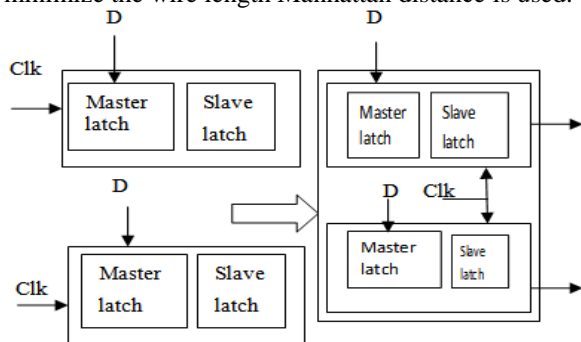 minimize the wire length Manhattan distance is used.
D
D
Clk
Master
latch
Slave
latch
Master
latch
Slave
latch
D
D
Clk
Clk
Master
latch
Slave
latch
Master
latch
Slave
latch